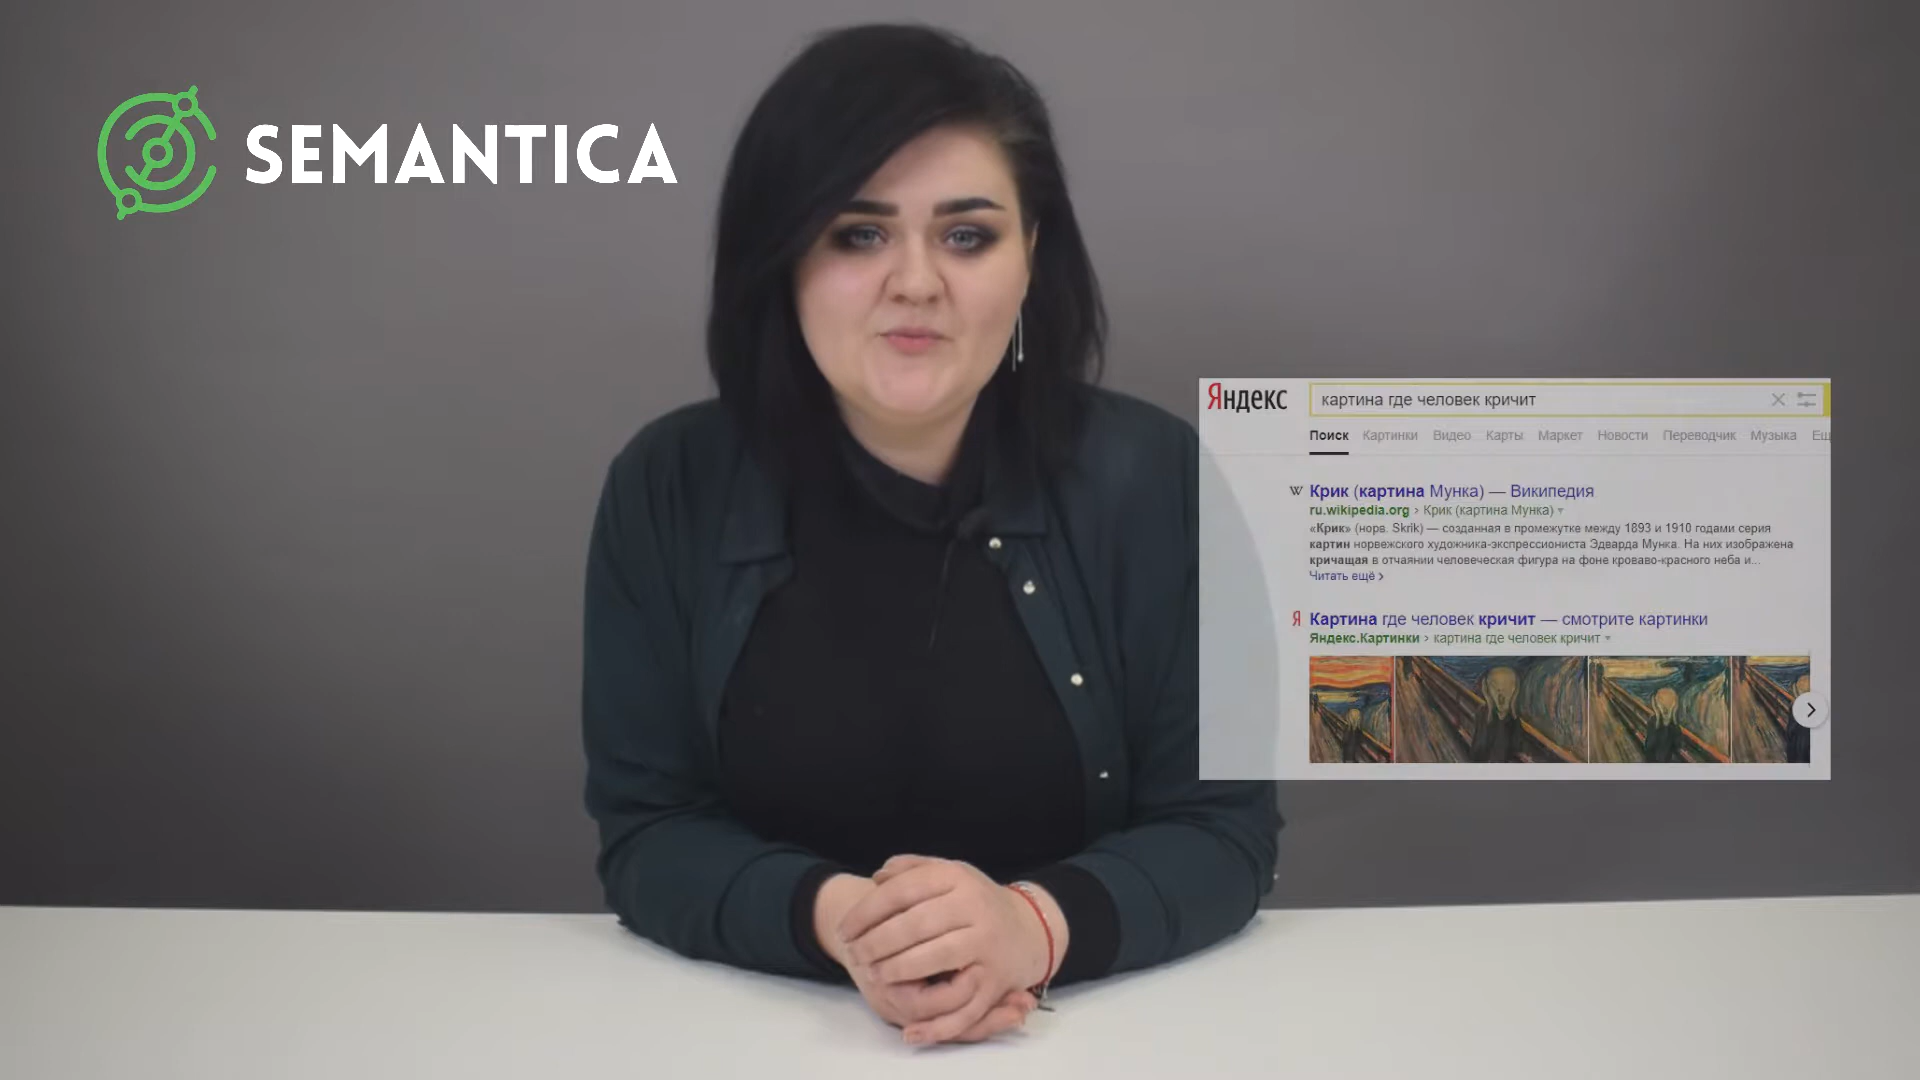 SEMANTICA
Яндекс
картина где человек кричит
Поиск Картинки Видео Карты Маркет Новости Переводчик Музыка Ещ
W Крик (картина Мунка) — Википедия
ru.wikipedia.org › Крик (картина Мунка)
«Крик» (норв. Skrik) — созданная в промежутке между 1893 и 1910 годами серия
картин норвежского художника-экспрессиониста Эдварда Мунка. На них изображена
кричащая в отчаянии человеческая фигура на фоне кроваво-красного неба и...
Читать ещё ›
Я Картина где человек кричит — смотрите картинки
Яндекс.Картинки › картина где человек кричит